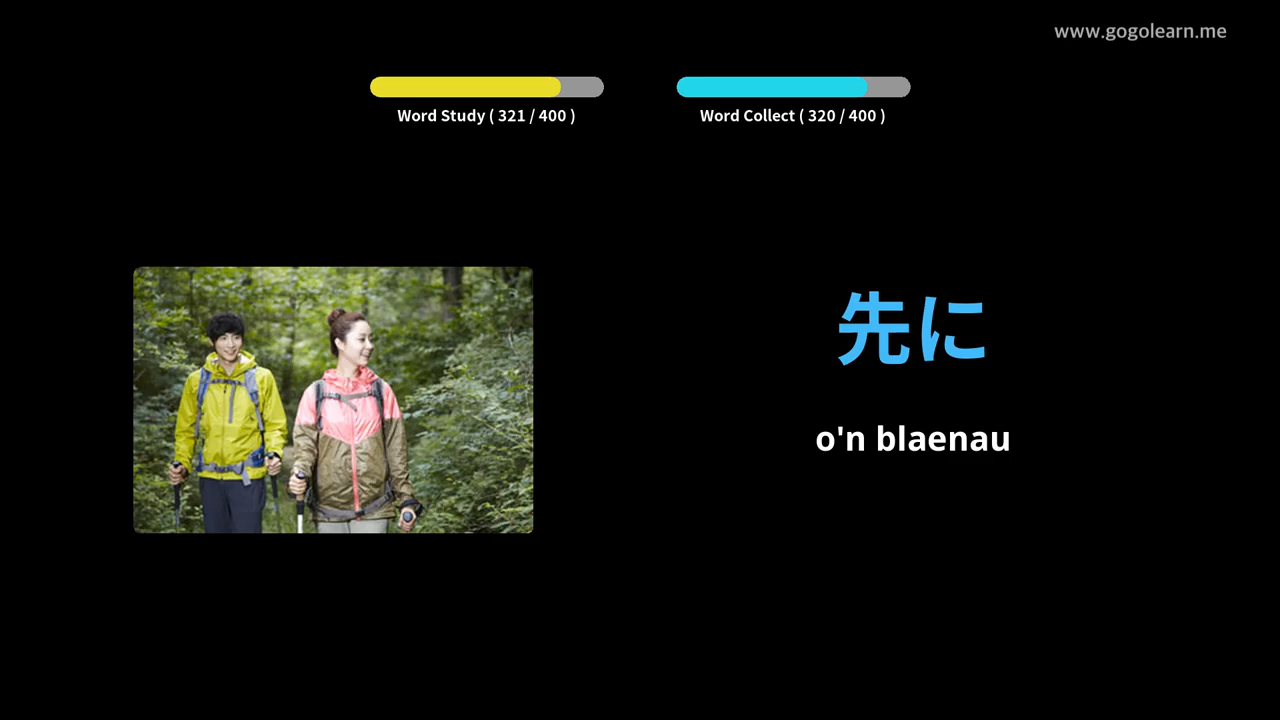 www.gogolearn.me
Word Study ( 321 / 400 )
Word Collect ( 320 / 400 )
先に
o'n blaenau